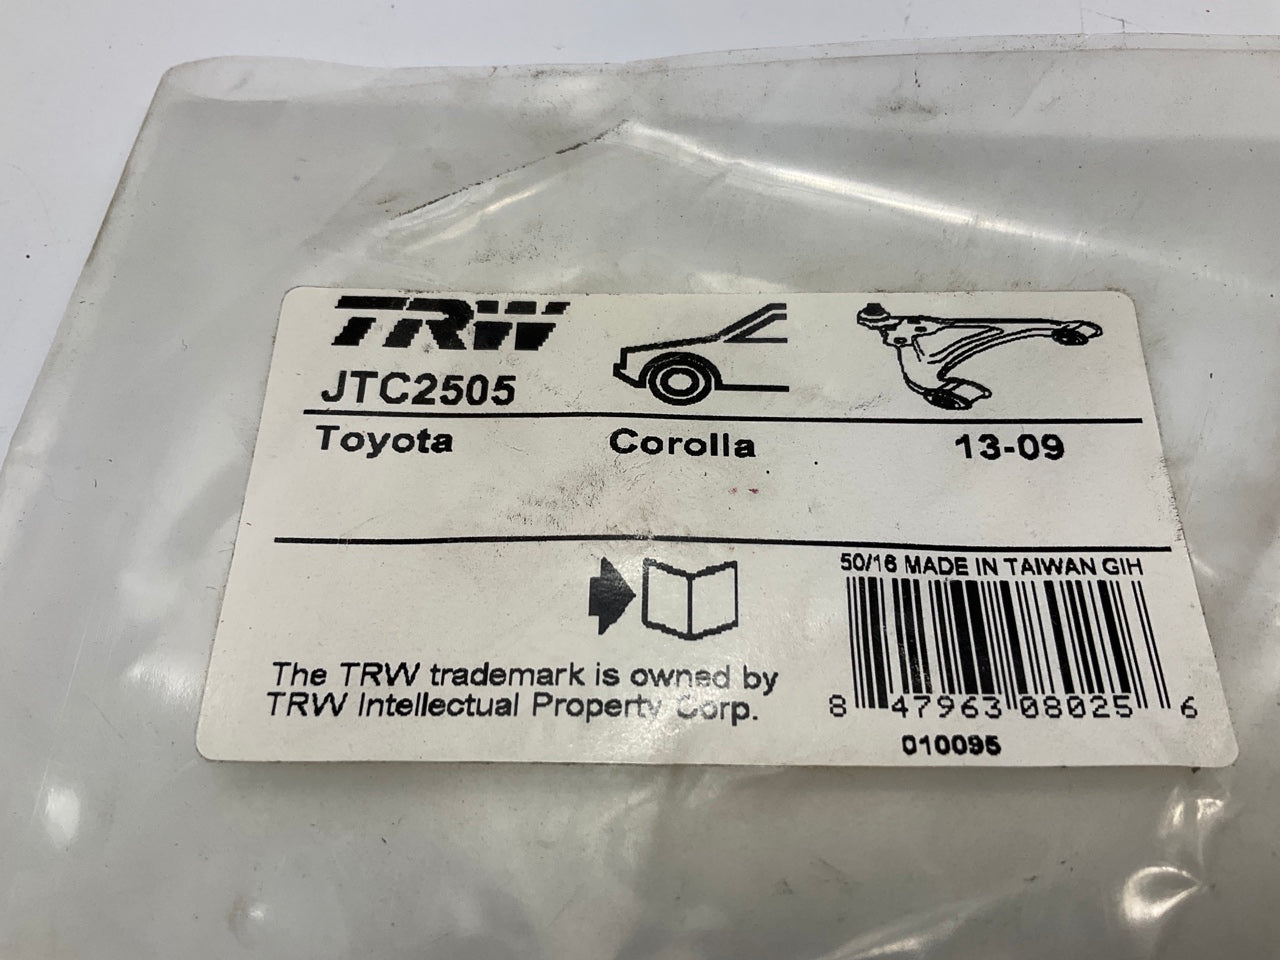 TRW
JTC2505
Toyota Corolla 13-09
50/16 MADE IN TAIWAN GIH
The TRW trademark is owned by
TRW Intellectual Property Corp.
8 47963 08025 6
010095